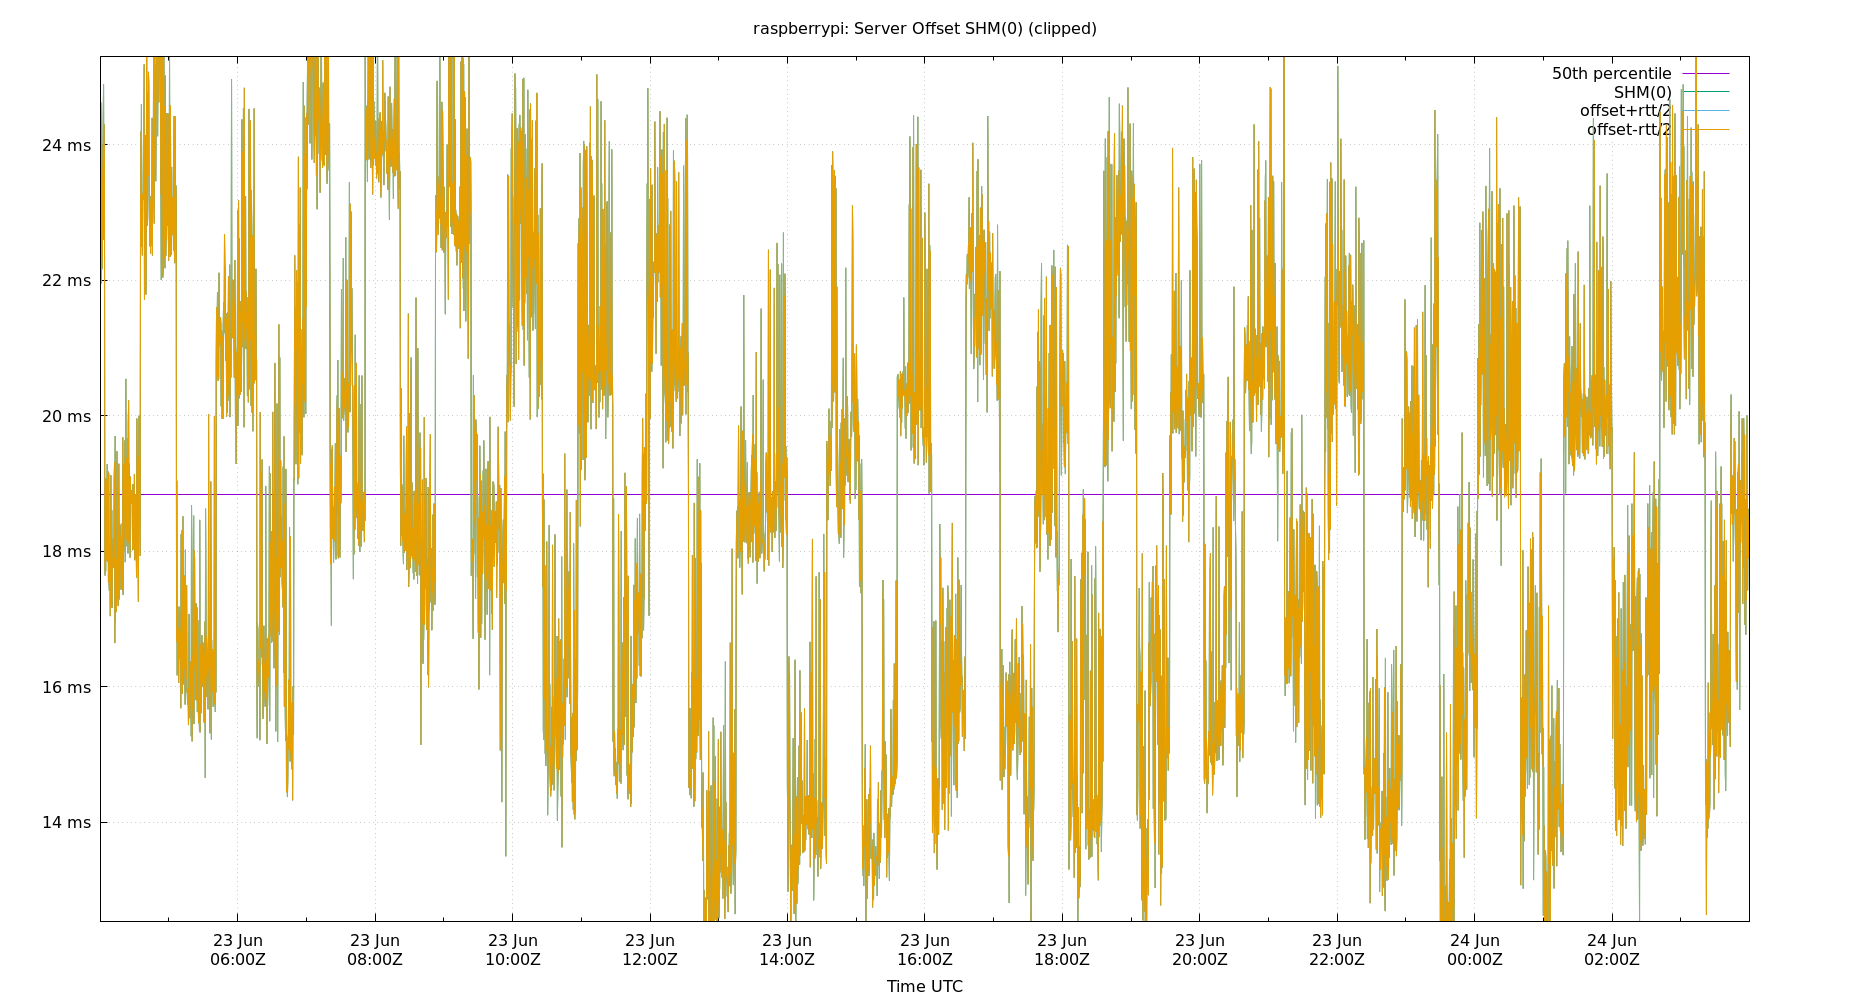 raspberrypi: Server Offset SHM(0) (clipped)
50th percentile
SHM(0)
offset+rtt/2
offset-rtt/2
24 ms
22 ms
20 ms
18 ms
16 ms
14 ms
23 Jun 23 Jun 23 Jun 23 Jun 23 Jun 23 Jun 23 Jun 23 Jun 23 Jun 24 Jun 24 Jun
06:00Z 08:00Z 10:00Z 12:00Z 14:00Z 16:00Z 18:00Z 20:00Z 22:00Z 00:00Z 02:00Z
Time UTC